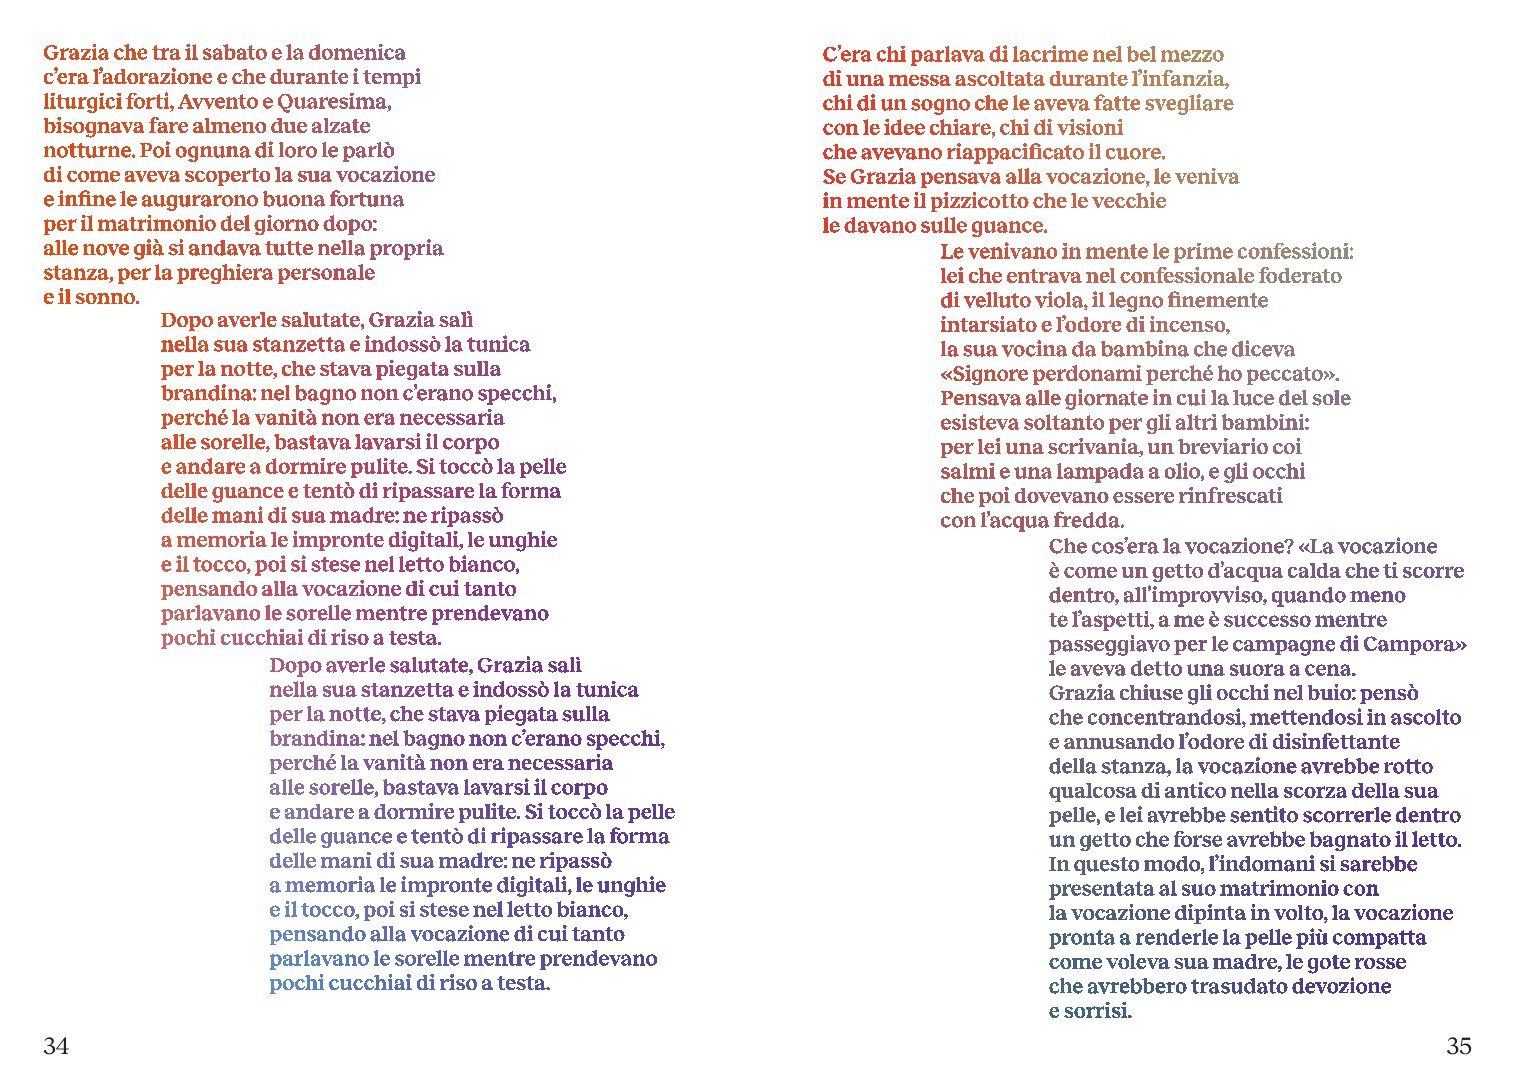 Grazia che tra il sabato e la domenica
c’era l’adorazione e che durante i tempi
liturgici forti, Avvento e Quaresima,
bisognava fare almeno due alzate
notturne. Poi ognuna di loro le parlò
di come aveva scoperto la sua vocazione
e infine le augurarono buona fortuna
per il matrimonio del giorno dopo:
alle nove già si andava tutte nella propria
stanza, per la preghiera personale
e il sonno.
Dopo averle salutate, Grazia salì
nella sua stanzetta e indossò la tunica
per la notte, che stava piegata sulla
brandina: nel bagno non c’erano specchi,
perché la vanità non era necessaria
alle sorelle, bastava lavarsi il corpo
e andare a dormire pulite. Si toccò la pelle
delle guance e tentò di ripassare la forma
delle mani di sua madre: ne ripassò
a memoria le impronte digitali, le unghie
e il tocco, poi si stese nel letto bianco,
pensando alla vocazione di cui tanto
parlavano le sorelle mentre prendevano
pochi cucchiai di riso a testa.
Dopo averle salutate, Grazia salì
nella sua stanzetta e indossò la tunica
per la notte, che stava piegata sulla
brandina: nel bagno non c’erano specchi,
perché la vanità non era necessaria
alle sorelle, bastava lavarsi il corpo
e andare a dormire pulite. Si toccò la pelle
delle guance e tentò di ripassare la forma
delle mani di sua madre: ne ripassò
a memoria le impronte digitali, le unghie
e il tocco, poi si stese nel letto bianco,
pensando alla vocazione di cui tanto
parlavano le sorelle mentre prendevano
pochi cucchiai di riso a testa.
34
C’era chi parlava di lacrime nel bel mezzo
di una messa ascoltata durante l’infanzia,
chi di un sogno che le aveva fatte svegliare
con le idee chiare, chi di visioni
che avevano riappacificato il cuore.
Se Grazia pensava alla vocazione, le veniva
in mente il pizzicotto che le vecchie
le davano sulle guance.
Le venivano in mente le prime confessioni:
lei che entrava nel confessionale foderato
di velluto viola, il legno finemente
intarsiato e l’odore di incenso,
la sua vocina da bambina che diceva
«Signore perdonami perché ho peccato».
Pensava alle giornate in cui la luce del sole
esisteva soltanto per gli altri bambini:
per lei una scrivania, un breviario coi
salmi e una lampada a olio, e gli occhi
che poi dovevano essere rinfrescati
con l’acqua fredda.
Che cos’era la vocazione? «La vocazione
è come un getto d’acqua calda che ti scorre
dentro, all’improvviso, quando meno
te l’aspetti, a me è successo mentre
passeggiavo per le campagne di Campora»
le aveva detto una suora a cena.
Grazia chiuse gli occhi nel buio: pensò
che concentrandosi, mettendosi in ascolto
e annusando l’odore di disinfettante
della stanza, la vocazione avrebbe rotto
qualcosa di antico nella scorza della sua
pelle, e lei avrebbe sentito scorrerle dentro
un getto che forse avrebbe bagnato il letto.
In questo modo, l’indomani si sarebbe
presentata al suo matrimonio con
la vocazione dipinta in volto, la vocazione
pronta a renderle la pelle più compatta
come voleva sua madre, le gote rosse
che avrebbero trasudato devozione
e sorrisi.
35